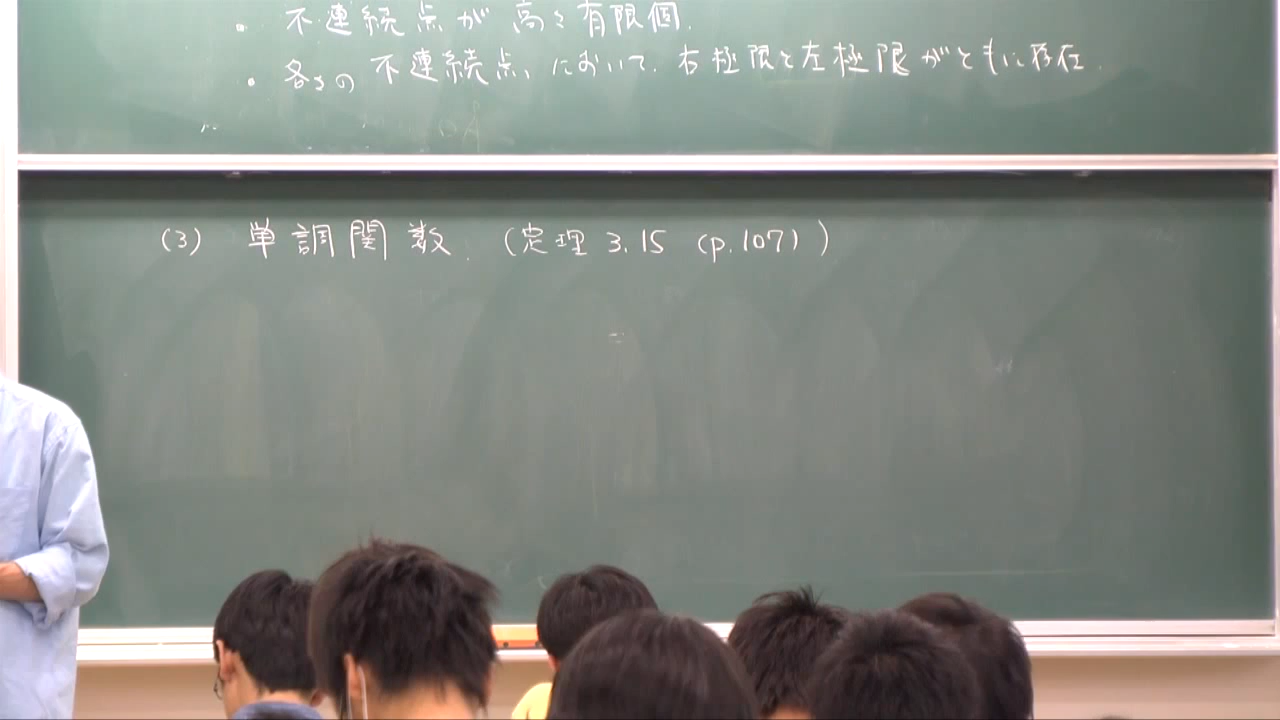 ・不連続点が高々有限個.
・各々の不連続点において、右極限と左極限がともに存在.
(3) 単調関数. (定理 3.15 (p.107))